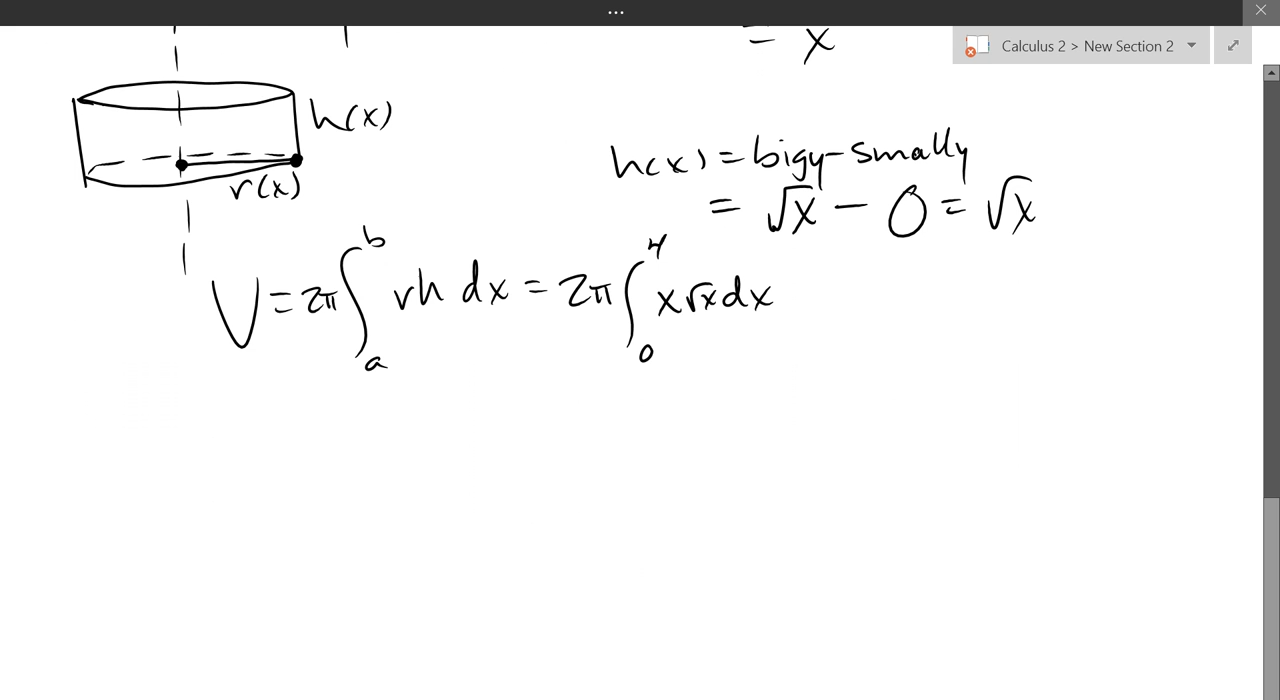 ...
Calculus 2 > New Section 2
= x
h(x)
r(x)
h(x) = big y - small y
= √x - 0 = √x
V = 2π ∫_a^b rh dx = 2π ∫_0^4 x√x dx